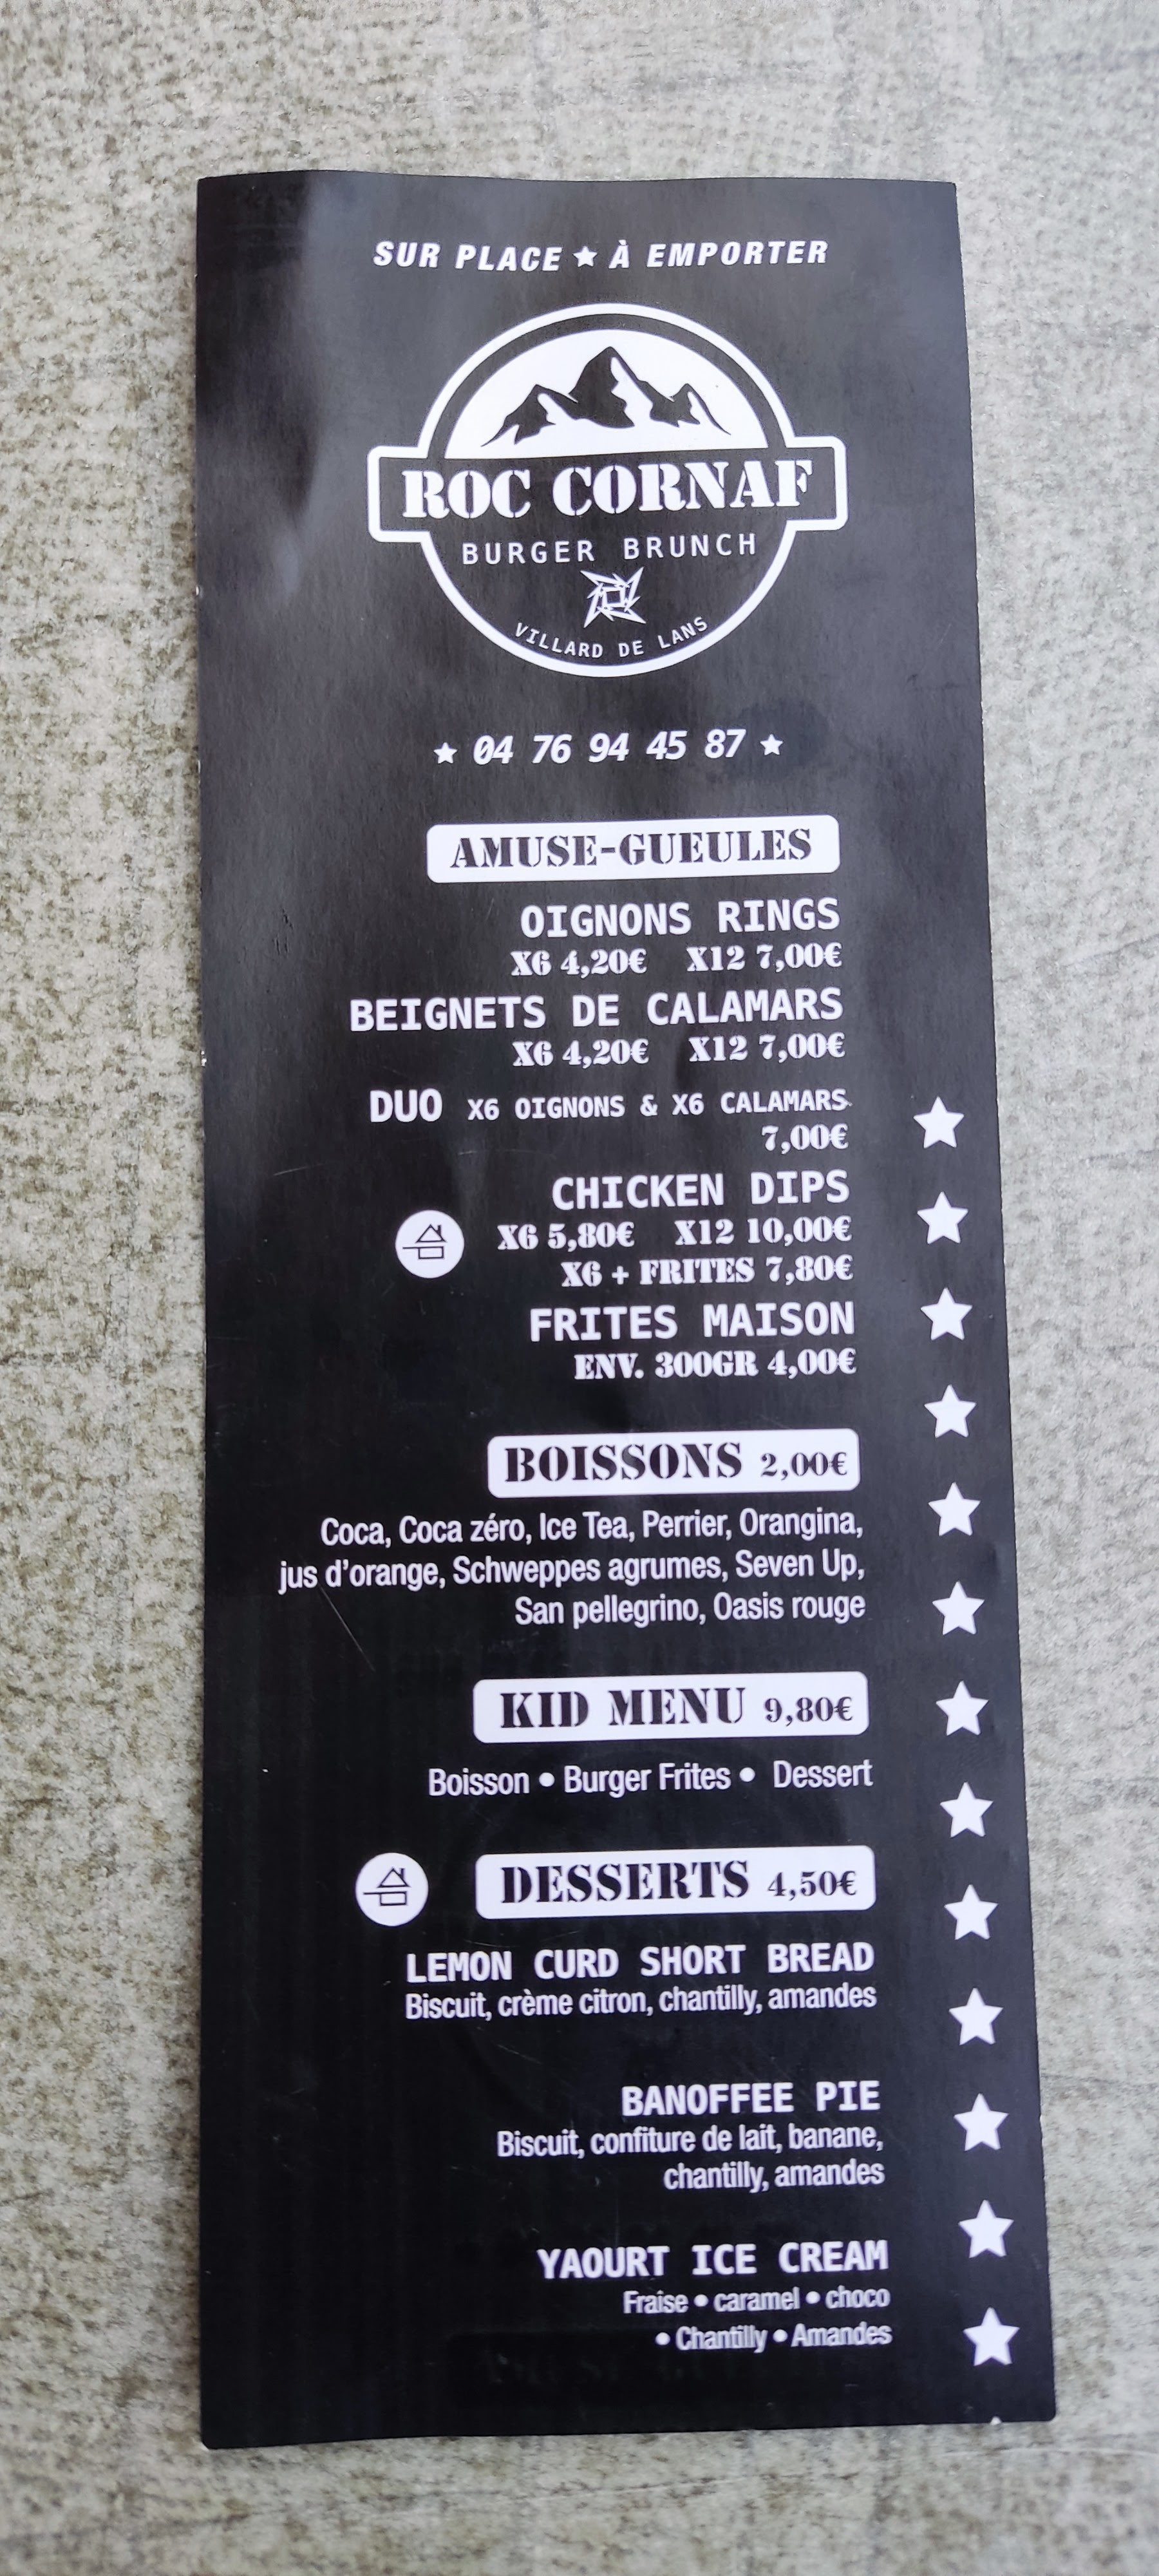 SUR PLACE ★ À EMPORTER
ROC CORNAF
BURGER BRUNCH
VILLARD DE LANS
★ 04 76 94 45 87 ★
AMUSE-GUEULES
OIGNONS RINGS
X6 4,20€ X12 7,00€
BEIGNETS DE CALAMARS
X6 4,20€ X12 7,00€
DUO X6 OIGNONS & X6 CALAMARS
7,00€
CHICKEN DIPS
X6 5,80€ X12 10,00€
X6 + FRITES 7,80€
FRITES MAISON
ENV. 300GR 4,00€
BOISSONS 2,00€
Coca, Coca zéro, Ice Tea, Perrier, Orangina,
jus d'orange, Schweppes agrumes, Seven Up,
San pellegrino, Oasis rouge
KID MENU 9,80€
Boisson • Burger Frites • Dessert
DESSERTS 4,50€
LEMON CURD SHORT BREAD
Biscuit, crème citron, chantilly, amandes
BANOFFEE PIE
Biscuit, confiture de lait, banane,
chantilly, amandes
YAOURT ICE CREAM
Fraise • caramel • choco
• Chantilly • Amandes